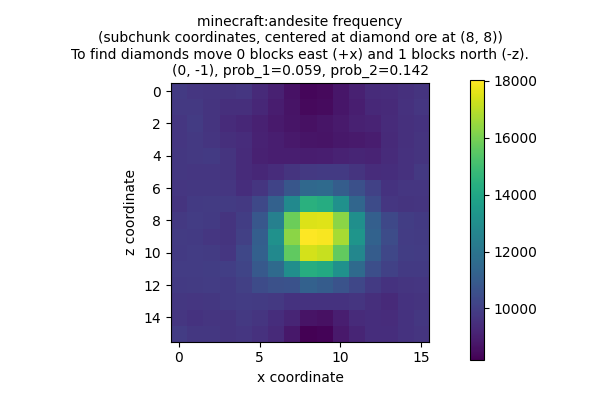 minecraft:andesite frequency
(subchunk coordinates, centered at diamond ore at (8, 8))
To find diamonds move 0 blocks east (+x) and 1 blocks north (-z).
(0, -1), prob_1=0.059, prob_2=0.142
0
2
4
6
8
10
12
14
z coordinate
0
5
10
15
x coordinate
18000
16000
14000
12000
10000